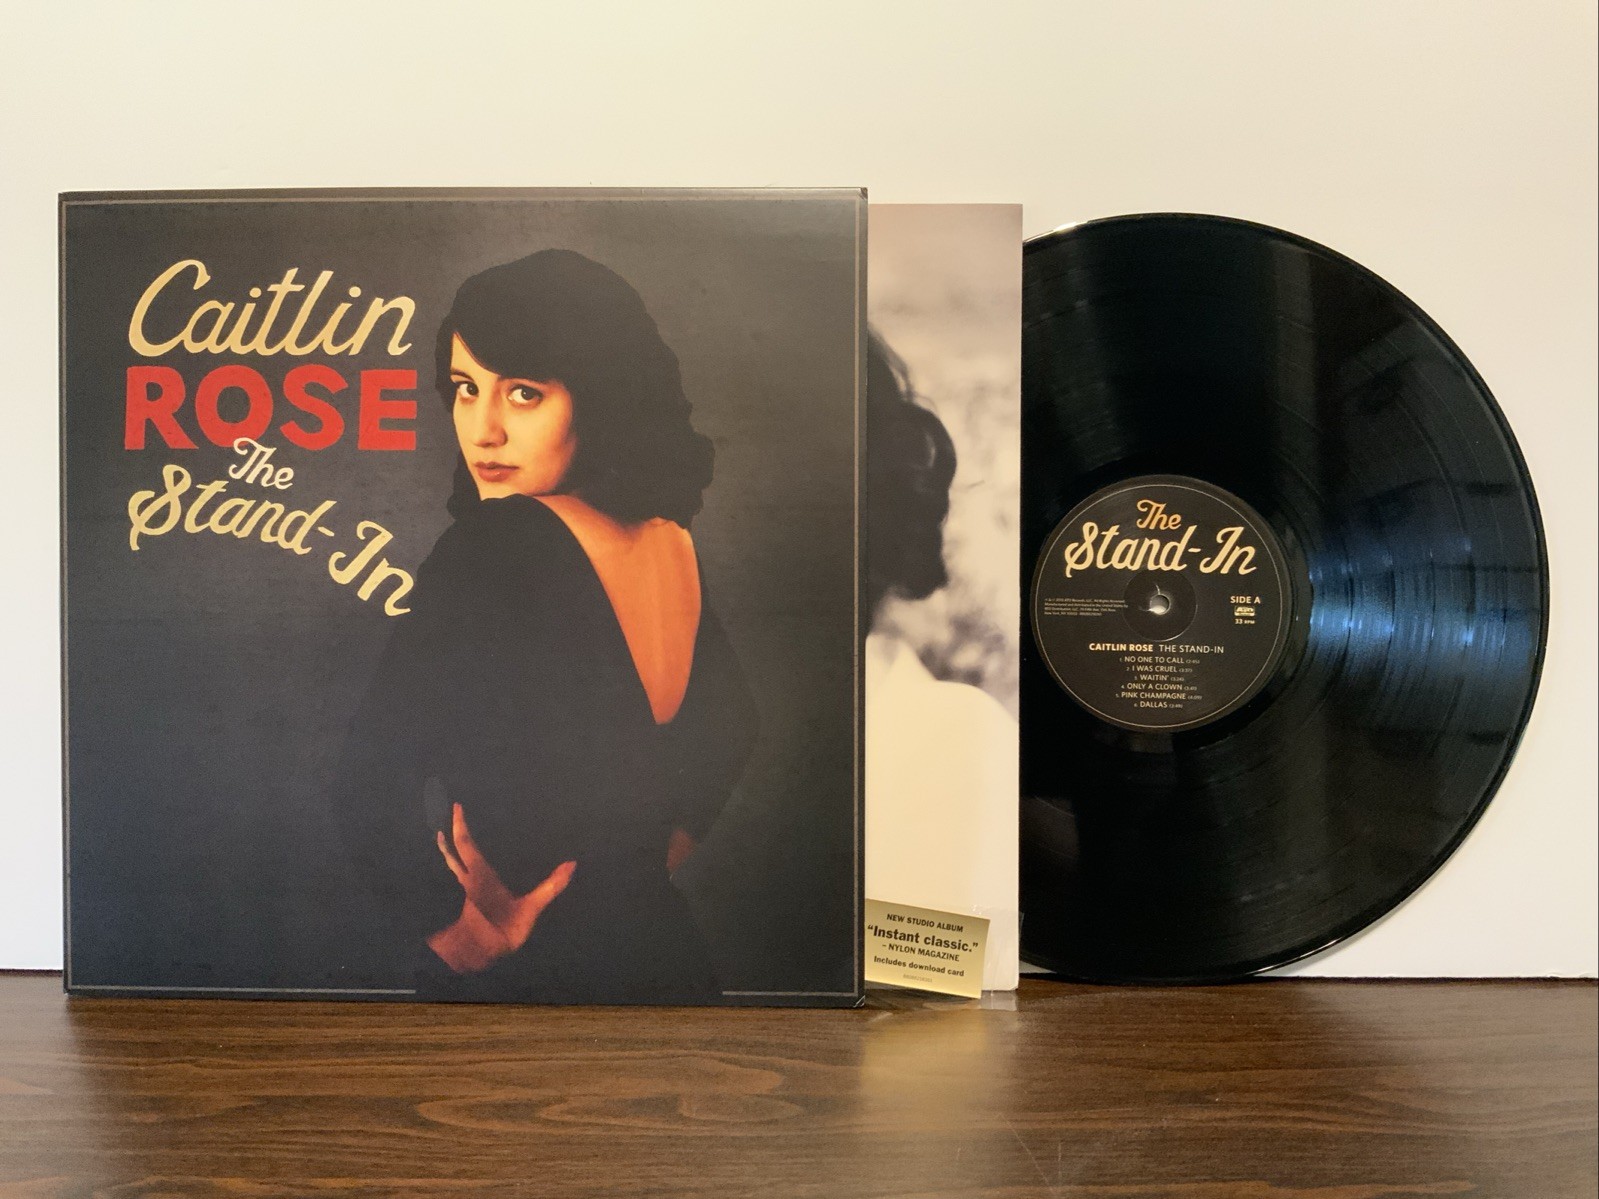 Caitlin
ROSE
The
Stand-In
NEW STUDIO ALBUM
"Instant classic."
- NYLON MAGAZINE
Includes download card
The
Stand-In
SIDE A
ATO
33 RPM
CAITLIN ROSE THE STAND-IN
1. NO ONE TO CALL
2. I WAS CRUEL
3. WAITIN'
4. ONLY A CLOWN
5. PINK CHAMPAGNE
6. DALLAS